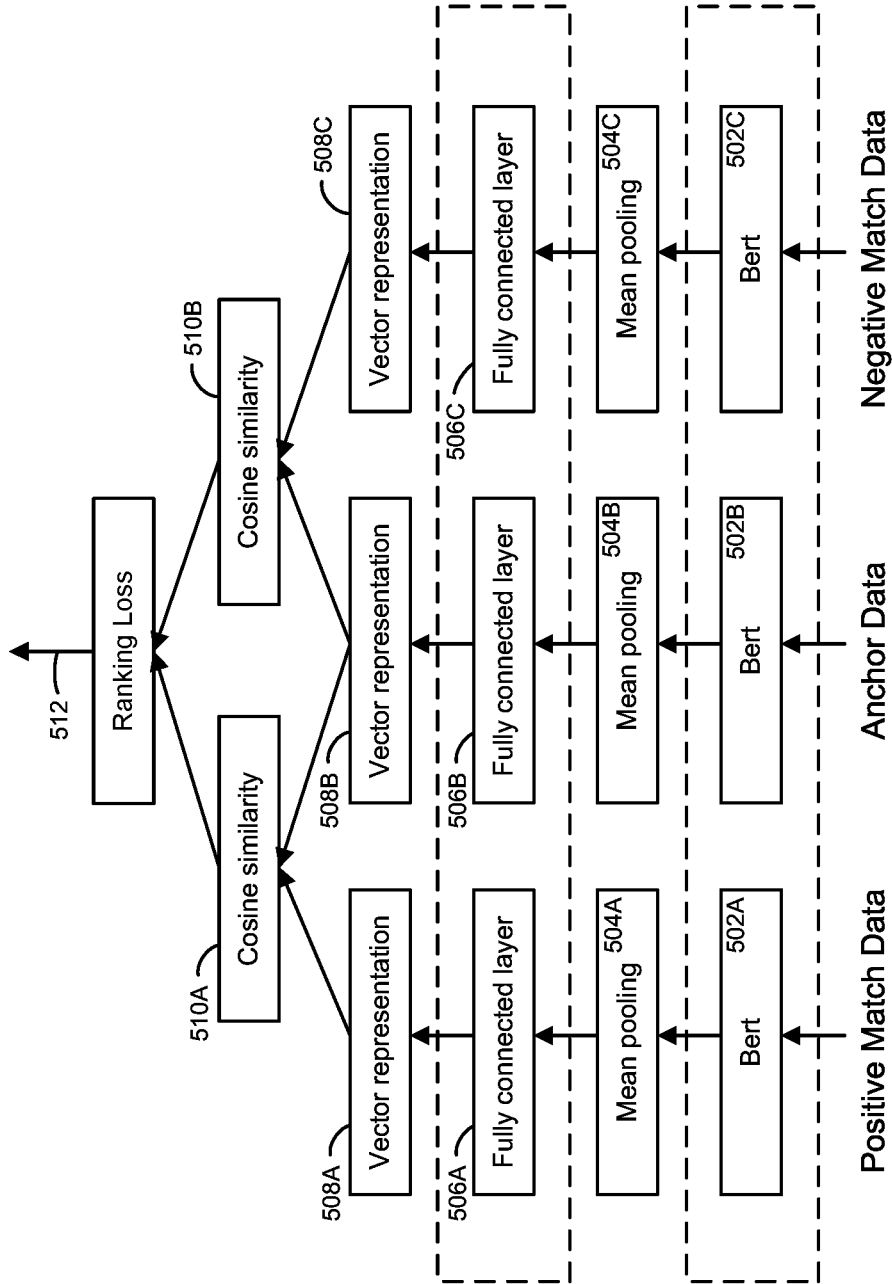 512
Ranking Loss
510A
Cosine similarity
510B
Cosine similarity
508A
Vector representation
508B
Vector representation
508C
Vector representation
506A
Fully connected layer
506B
Fully connected layer
506C
Fully connected layer
Mean pooling
504A
Mean pooling
504B
Mean pooling
504C
Bert
502A
Bert
502B
Bert
502C
Positive Match Data
Anchor Data
Negative Match Data